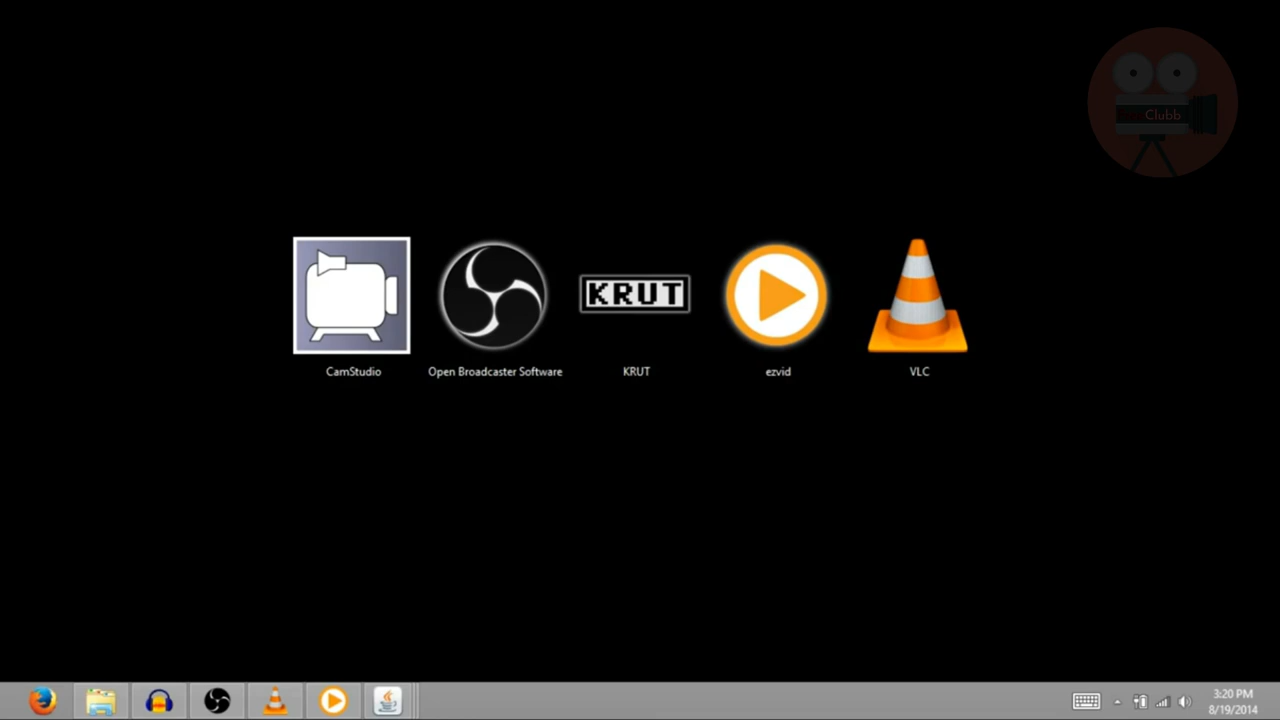 Clubb
KRUT
CamStudio
Open Broadcaster Software
KRUT
ezvid
VLC
3:20 PM
8/19/2014